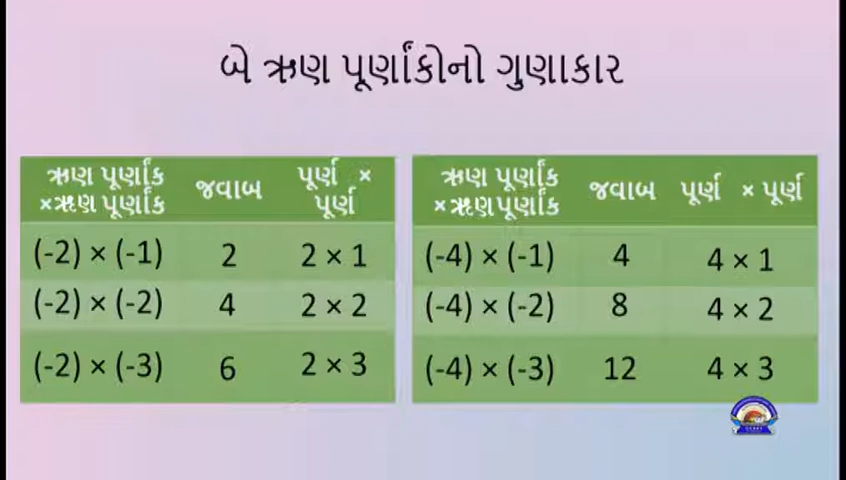 બે ઋણ પૂર્ણાંકોનો ગુણાકાર
ઋણ પૂર્ણાંક ×ઋણ પૂર્ણાંક જવાબ પૂર્ણ × પૂર્ણ
(-2) × (-1) 2 2 × 1
(-2) × (-2) 4 2 × 2
(-2) × (-3) 6 2 × 3
ઋણ પૂર્ણાંક ×ઋણપૂર્ણાંક જવાબ પૂર્ણ × પૂર્ણ
(-4) × (-1) 4 4 × 1
(-4) × (-2) 8 4 × 2
(-4) × (-3) 12 4 × 3